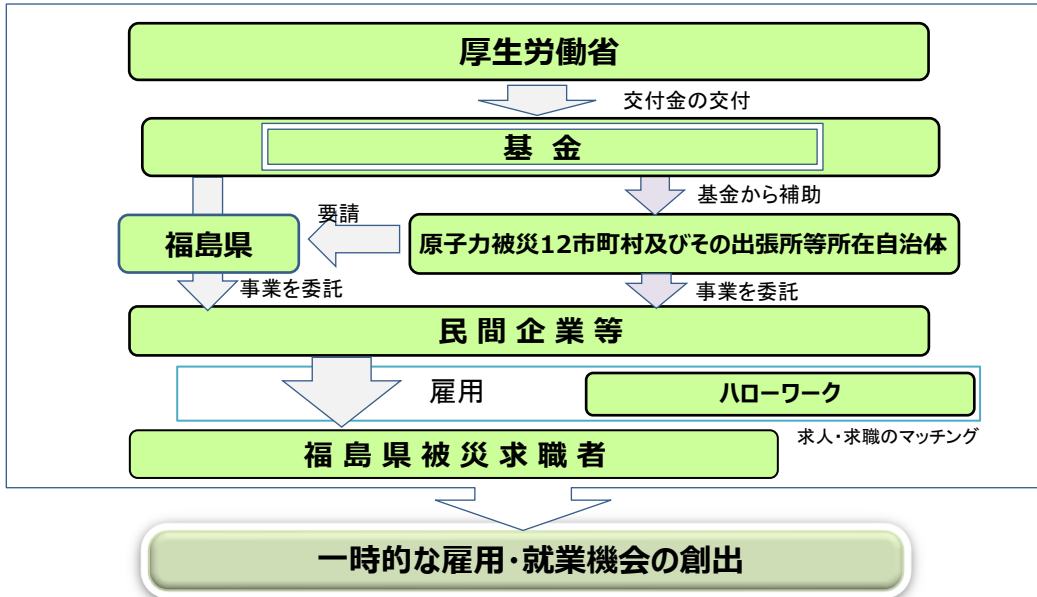 厚生労働省
交付金の交付
基 金
基金から補助
要請
福島県
原子力被災12市町村及びその出張所等所在自治体
事業を委託
事業を委託
民 間 企 業 等
雇用
ハローワーク
求人・求職のマッチング
福 島 県 被 災 求 職 者
一時的な雇用・就業機会の創出